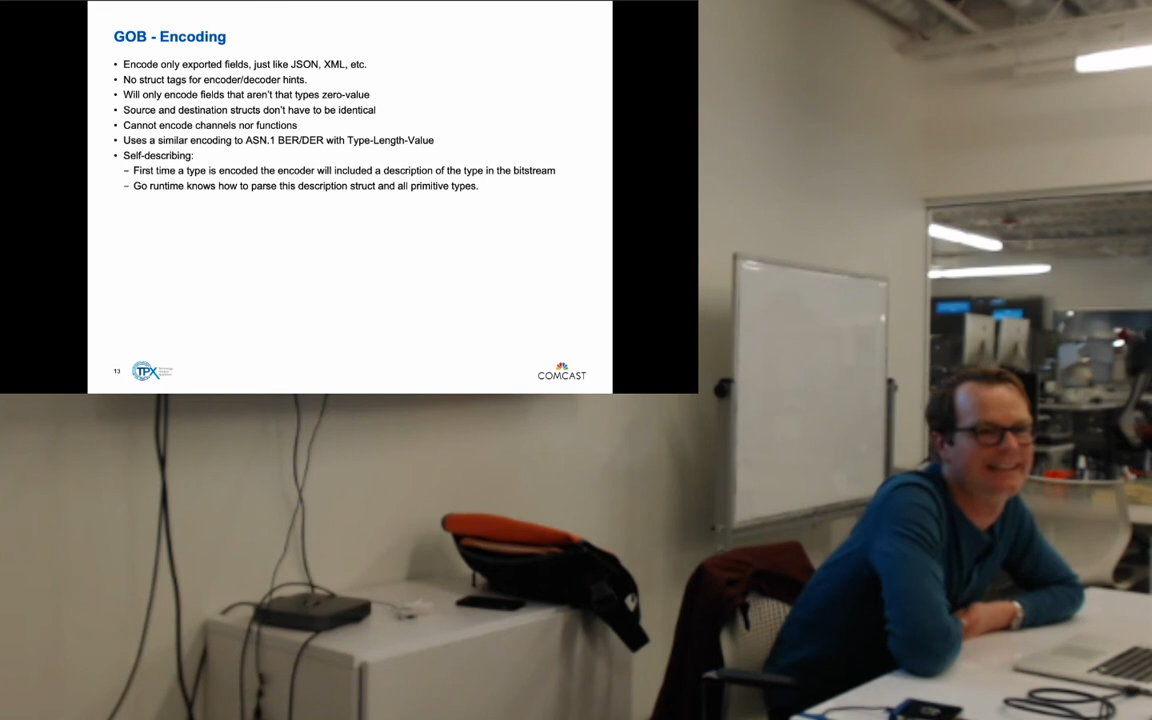 GOB - Encoding
• Encode only exported fields, just like JSON, XML, etc.
• No struct tags for encoder/decoder hints.
• Will only encode fields that aren't that types zero-value
• Source and destination structs don't have to be identical
• Cannot encode channels nor functions
• Uses a similar encoding to ASN.1 BER/DER with Type-Length-Value
• Self-describing:
– First time a type is encoded the encoder will included a description of the type in the bitstream
– Go runtime knows how to parse this description struct and all primitive types.
13
TPX
COMCAST